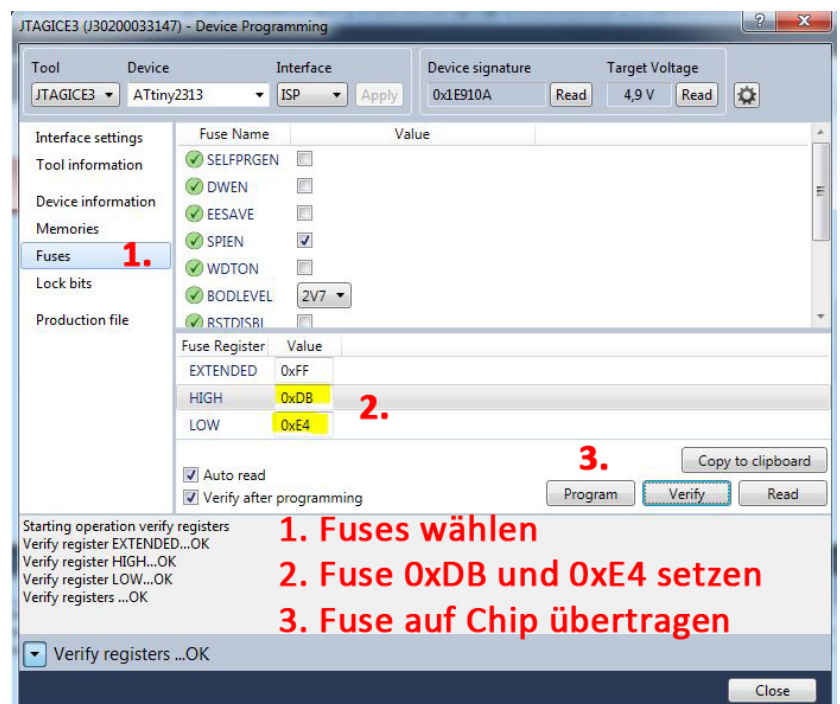 JTAGICE3 (J30200033147) - Device Programming
Tool Device Interface Device signature Target Voltage
JTAGICE3 ATtiny2313 ISP Apply 0x1E910A Read 4,9 V Read
Interface settings
Tool information
Device information
Memories
Fuses 1.
Lock bits
Production file
Fuse Name Value
SELFPRGEN
DWEN
EESAVE
SPIEN
WDTON
BODLEVEL 2V7
RSTDISBL
Fuse Register Value
EXTENDED 0xFF
HIGH 0xDB
2.
LOW 0xE4
3.
Copy to clipboard
Auto read
Verify after programming
Program Verify Read
Starting operation verify registers
Verify register EXTENDED...OK
Verify register HIGH...OK
Verify register LOW...OK
Verify registers ...OK
1. Fuses wählen
2. Fuse 0xDB und 0xE4 setzen
3. Fuse auf Chip übertragen
Verify registers ...OK
Close